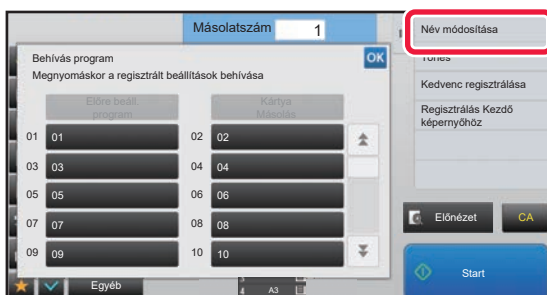 Másolatszám 1
Behívás program
OK
Megnyomáskor a regisztrált beállítások behívása
Előre beáll. program
Kártya Másolás
01 01
02 02
03 03
04 04
05 05
06 06
07 07
08 08
09 09
10 10
Egyéb
A3
4
Név módosítása
Törlés
Kedvenc regisztrálása
Regisztrálás Kezdő
képernyőhöz
Előnézet
CA
Start